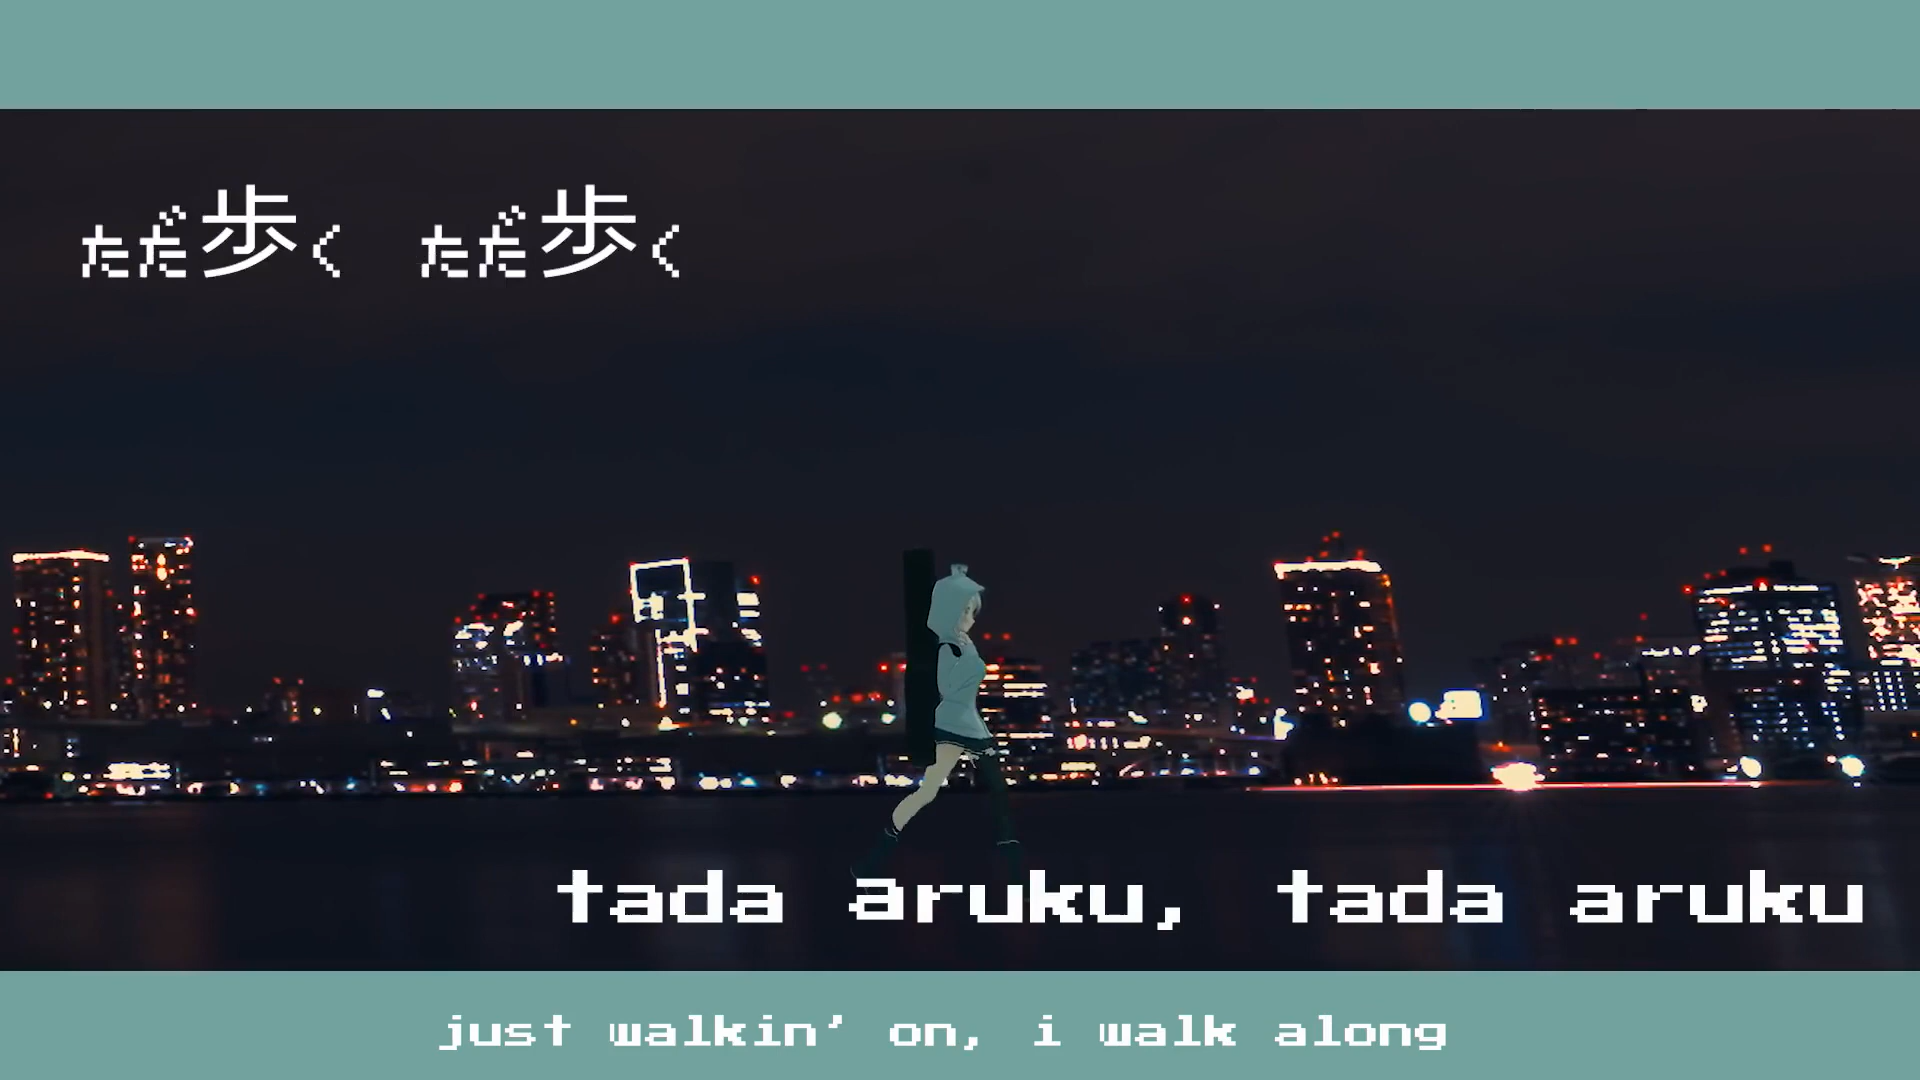 ただ歩く ただ歩く
tada aruku, tada aruku
just walkin' on, i walk along